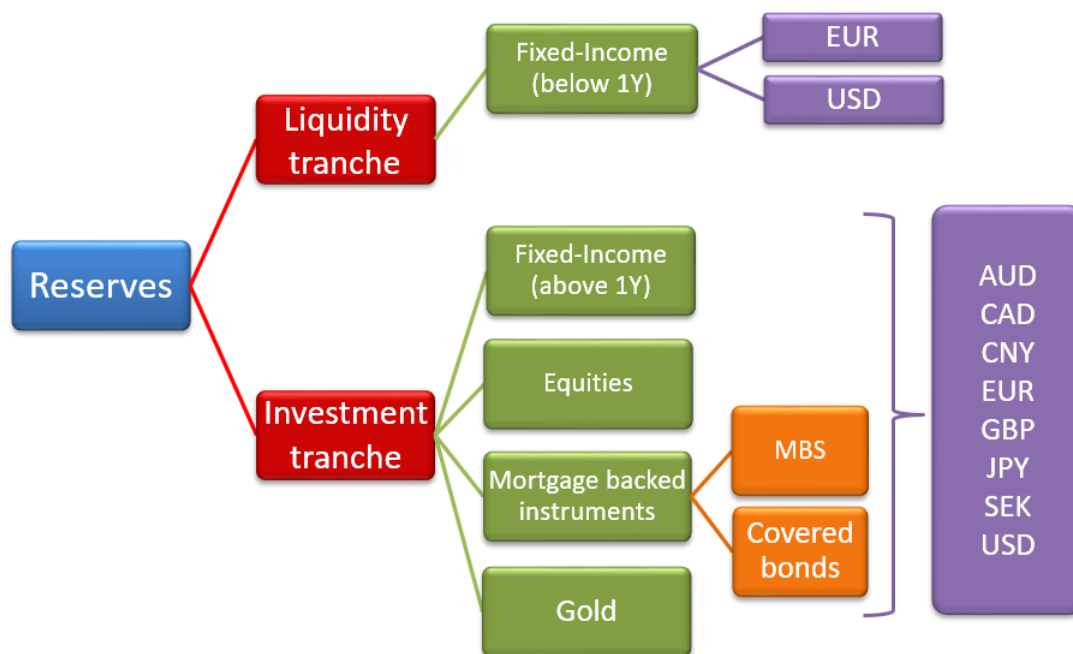 Reserves
Liquidity
tranche
Fixed-Income
(below 1Y)
EUR
USD
Investment
tranche
Fixed-Income
(above 1Y)
Equities
Mortgage backed
instruments
MBS
Covered
bonds
Gold
AUD
CAD
CNY
EUR
GBP
JPY
SEK
USD